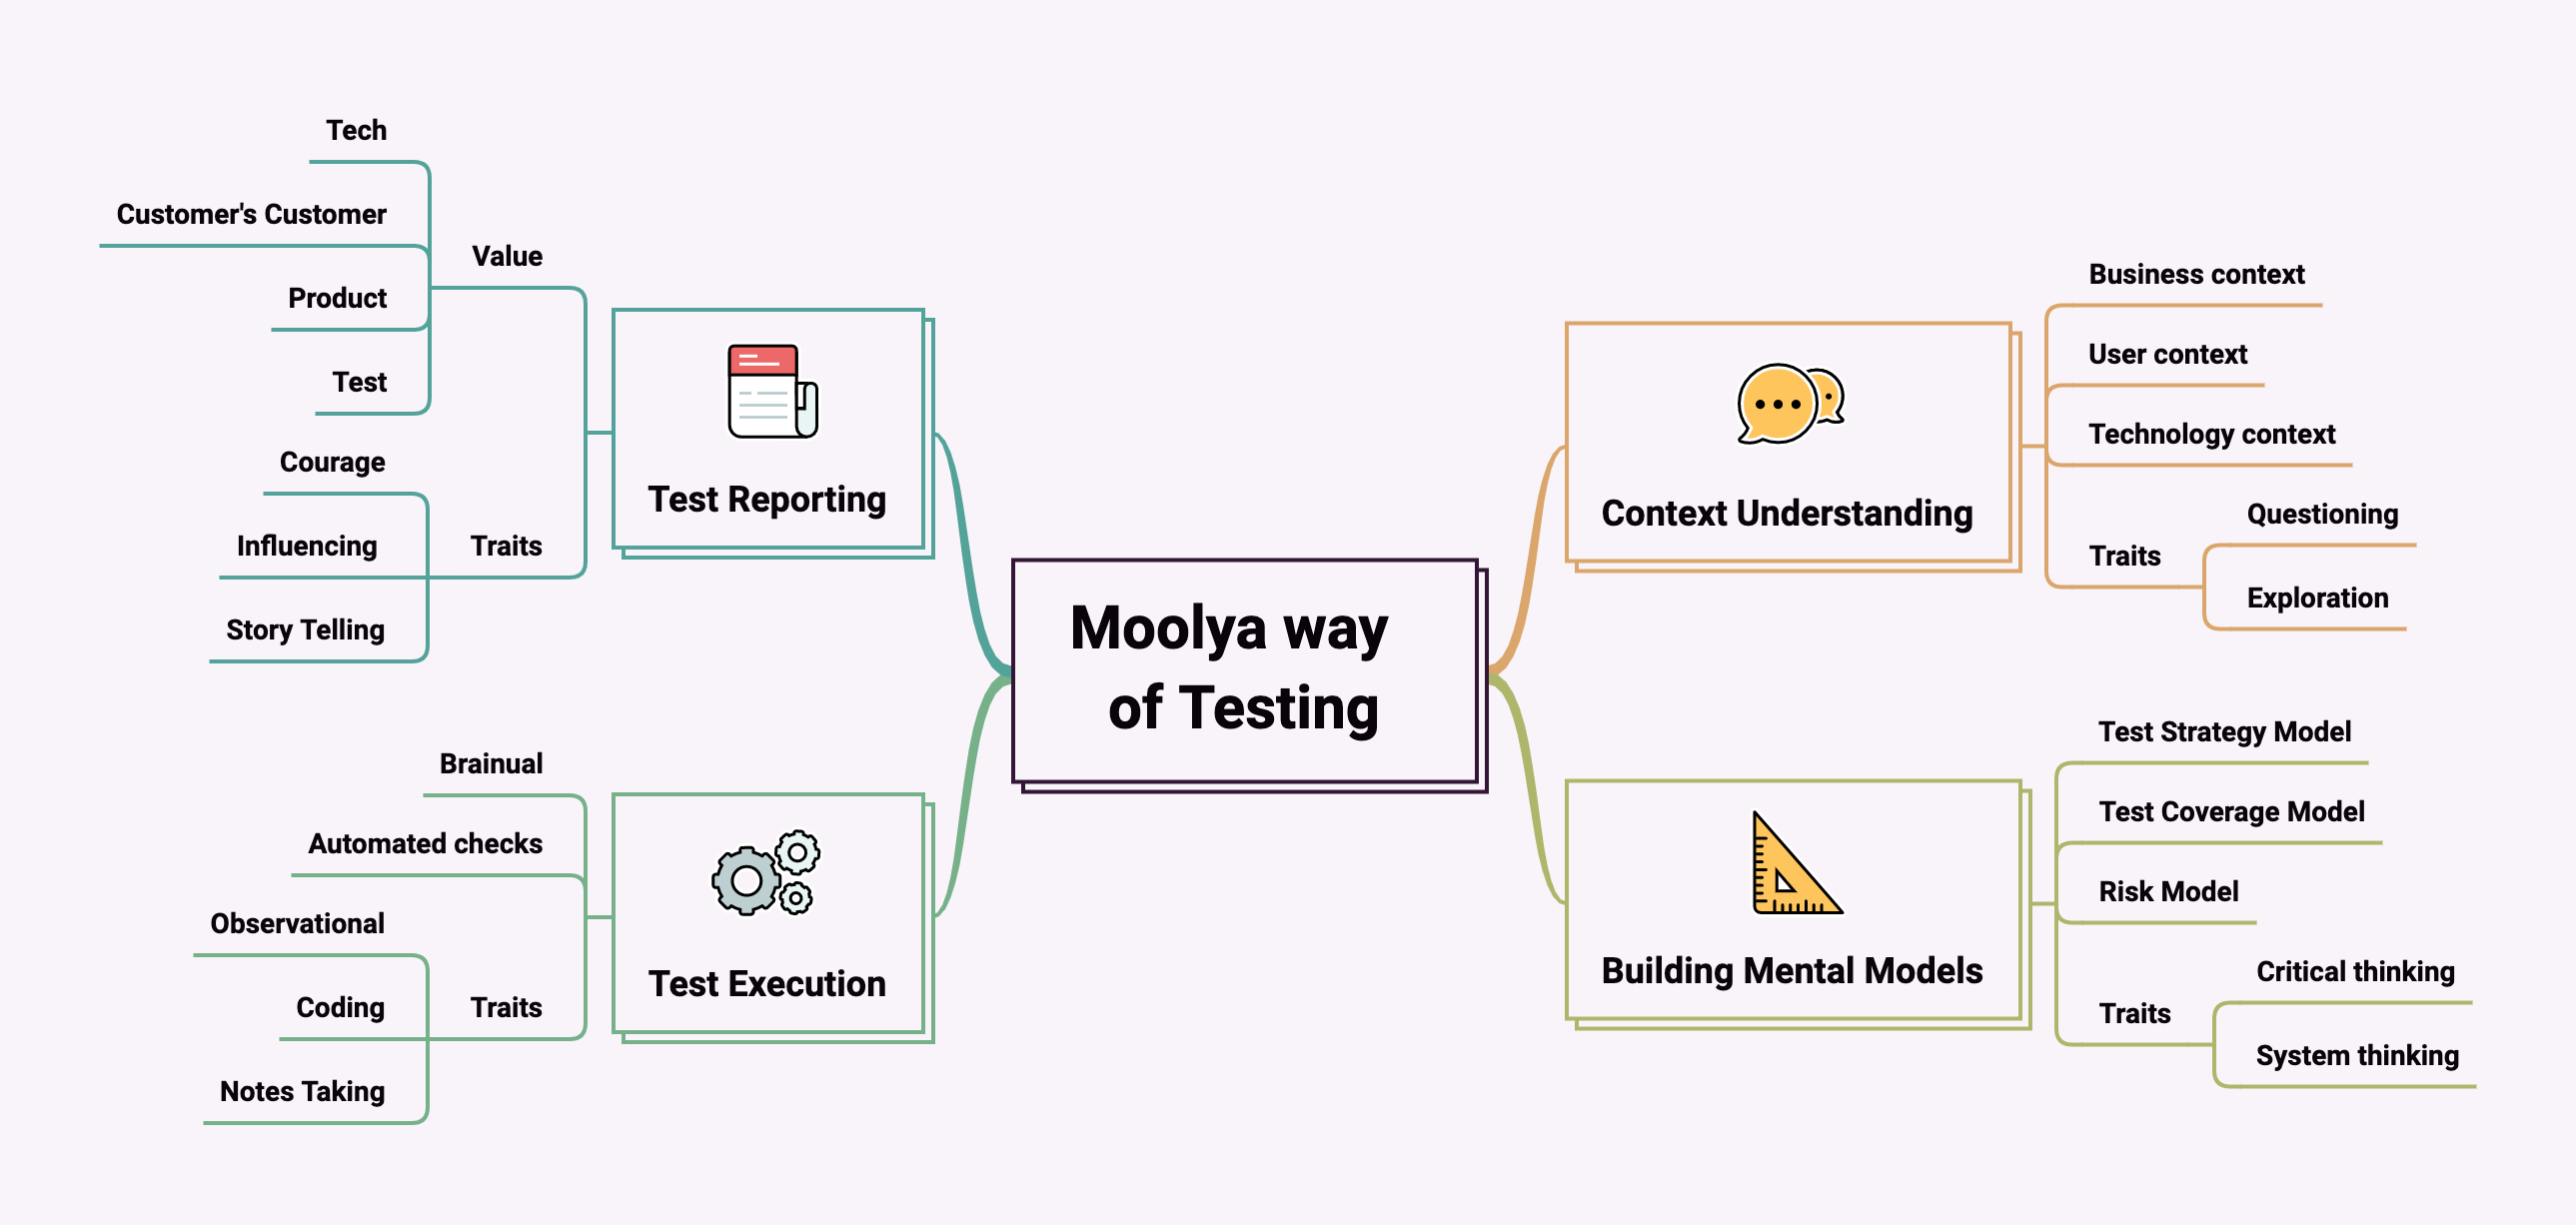 Moolya way
of Testing
Context Understanding
Business context
User context
Technology context
Traits
Questioning
Exploration
Building Mental Models
Test Strategy Model
Test Coverage Model
Risk Model
Traits
Critical thinking
System thinking
Test Reporting
Value
Tech
Customer's Customer
Product
Test
Traits
Courage
Influencing
Story Telling
Test Execution
Brainual
Automated checks
Traits
Observational
Coding
Notes Taking